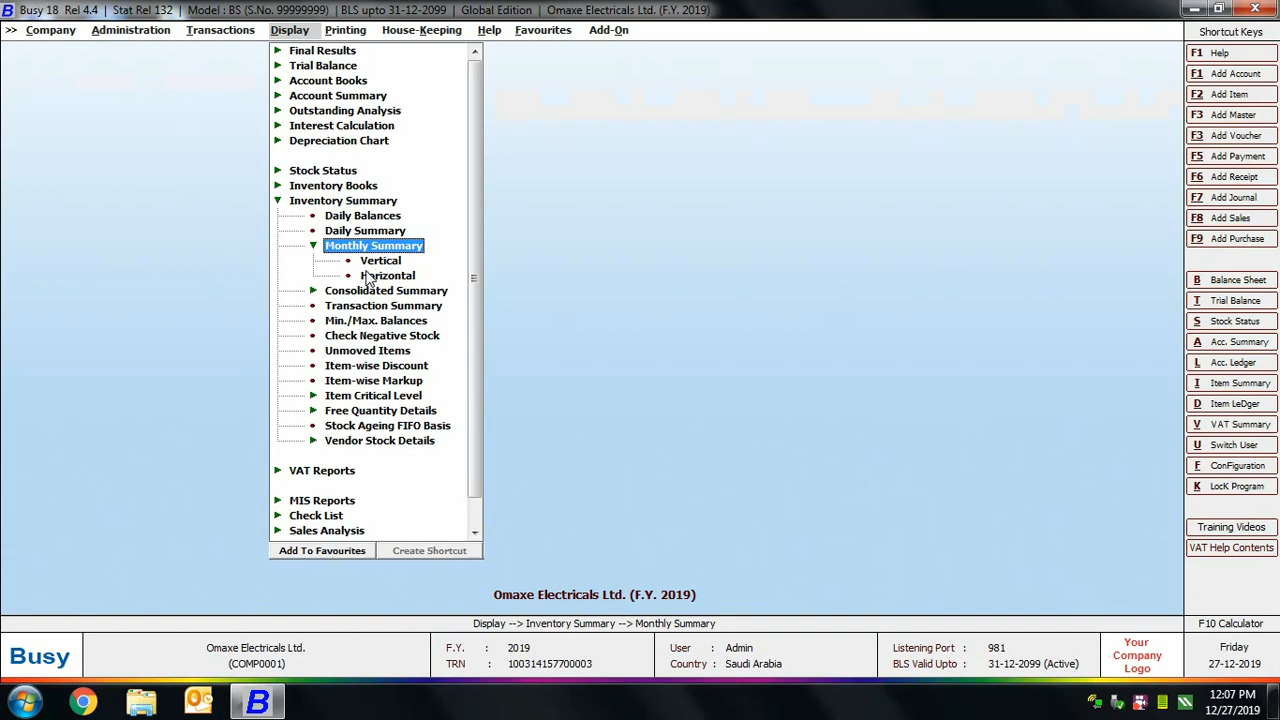 Busy 18 Rel 4.4 | Stat Rel 132 | Model : BS (S.No. 99999999) | BLS upto 31-12-2099 | Global Edition | Omaxe Electricals Ltd. (F.Y. 2019)
>> Company Administration Transactions Display Printing House-Keeping Help Favourites Add-On
Final Results
Trial Balance
Account Books
Account Summary
Outstanding Analysis
Interest Calculation
Depreciation Chart
Stock Status
Inventory Books
Inventory Summary
Daily Balances
Daily Summary
Monthly Summary
Vertical
Horizontal
Consolidated Summary
Transaction Summary
Min./Max. Balances
Check Negative Stock
Unmoved Items
Item-wise Discount
Item-wise Markup
Item Critical Level
Free Quantity Details
Stock Ageing FIFO Basis
Vendor Stock Details
VAT Reports
MIS Reports
Check List
Sales Analysis
Add To Favourites Create Shortcut
Shortcut Keys
F1 Help
F1 Add Account
F2 Add Item
F3 Add Master
F3 Add Voucher
F5 Add Payment
F6 Add Receipt
F7 Add Journal
F8 Add Sales
F9 Add Purchase
B Balance Sheet
T Trial Balance
S Stock Status
A Acc. Summary
L Acc. Ledger
I Item Summary
D Item LeDger
V VAT Summary
U Switch User
F ConFiguration
K LocK Program
Training Videos
VAT Help Contents
Omaxe Electricals Ltd. (F.Y. 2019)
Display --> Inventory Summary --> Monthly Summary
F10 Calculator
Busy
Omaxe Electricals Ltd.
(COMP0001)
F.Y. : 2019
TRN : 100314157700003
User : Admin
Country : Saudi Arabia
Listening Port : 981
BLS Valid Upto : 31-12-2099 (Active)
Your
Company
Logo
Friday
27-12-2019
12:07 PM
12/27/2019